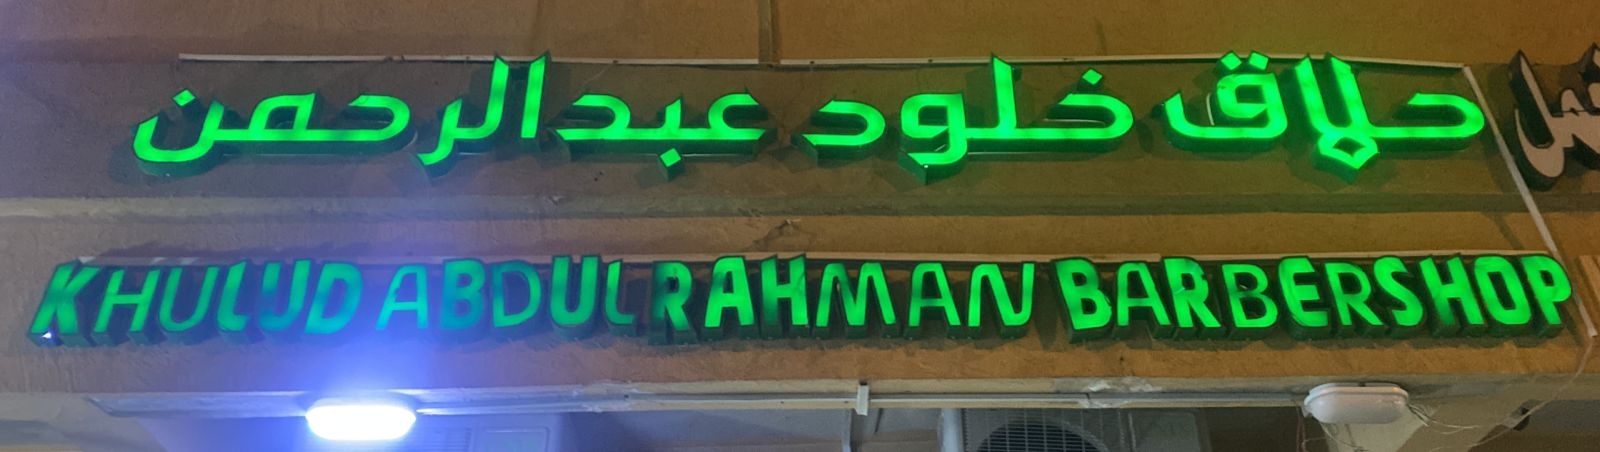 حلاق خلود عبدالرحمن
KHULUD ABDULRAHMAN BARBERSHOP